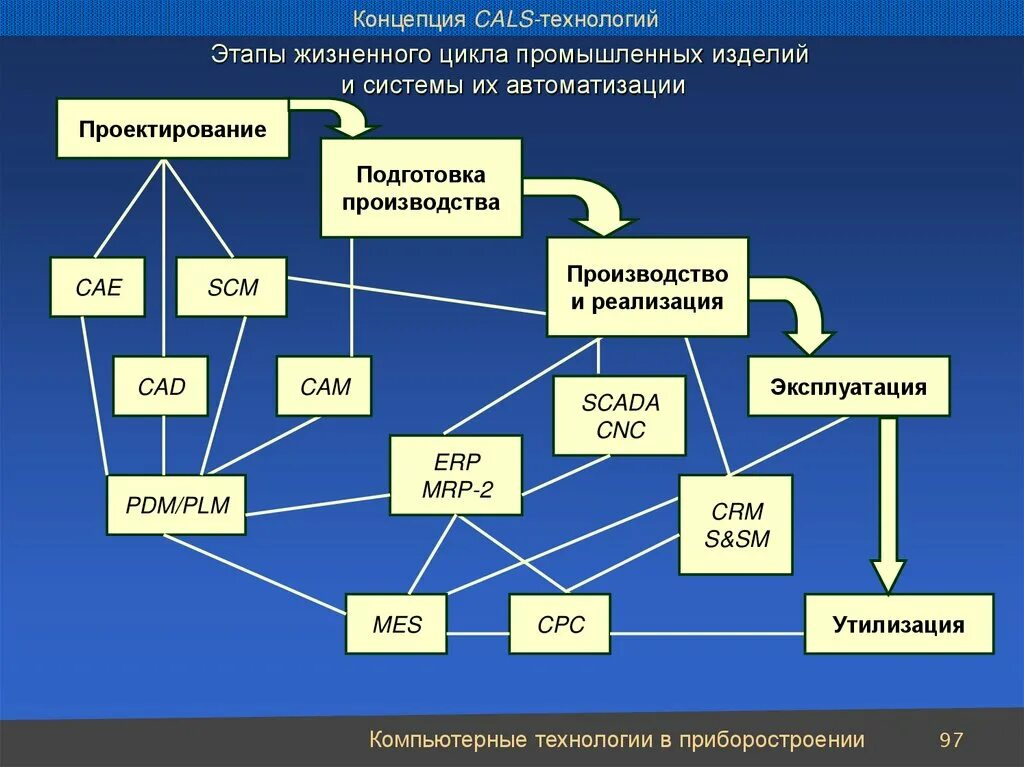 Концепция CALS-технологий
Этапы жизненного цикла промышленных изделий
и системы их автоматизации
Проектирование
Подготовка
производства
Производство
и реализация
CAE
SCM
CAD
CAM
SCADA
CNC
Эксплуатация
ERP
MRP-2
PDM/PLM
CRM
S&SM
MES
CPC
Утилизация
Компьютерные технологии в приборостроении
97